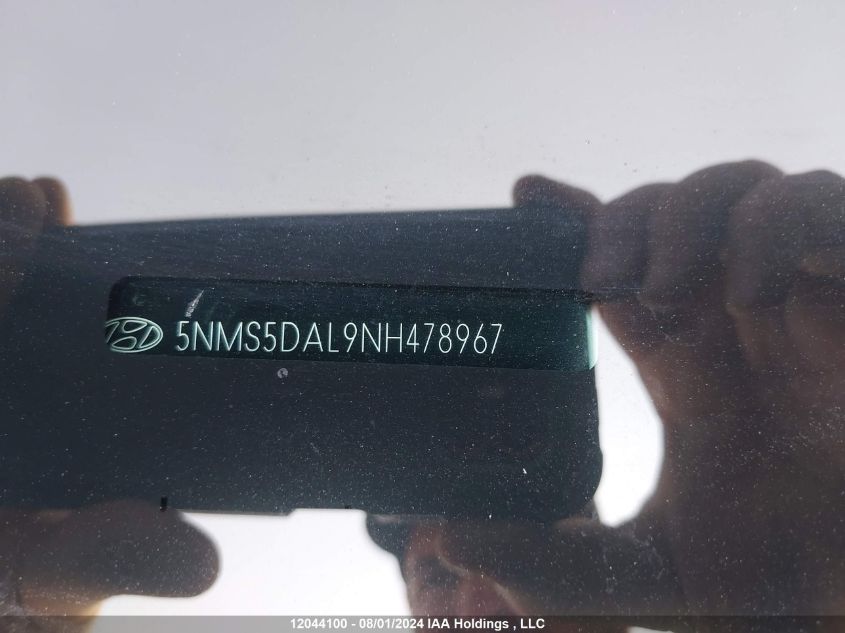 5NMS5DAL9NH478967
12044100 - 08/01/2024 IAA Holdings , LLC